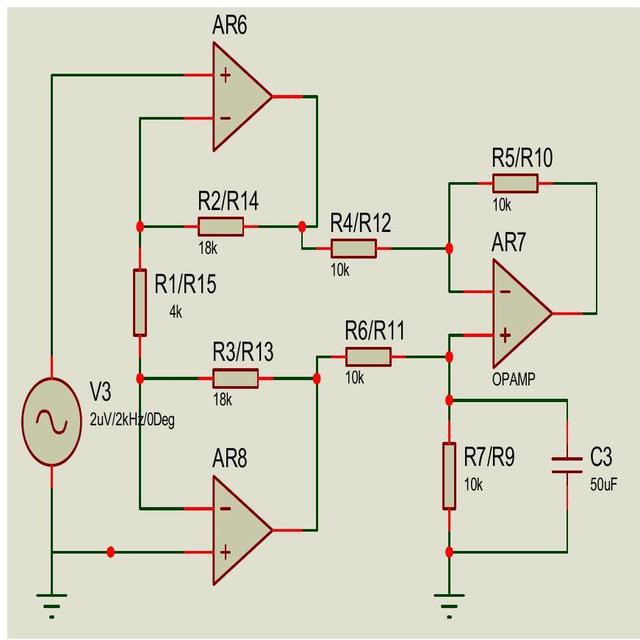 AR6
+
−
R2/R14
18k
R4/R12
10k
R5/R10
10k
AR7
−
+
OPAMP
R1/R15
4k
R6/R11
10k
R3/R13
18k
V3
2uV/2kHz/0Deg
AR8
−
+
R7/R9
10k
C3
50uF